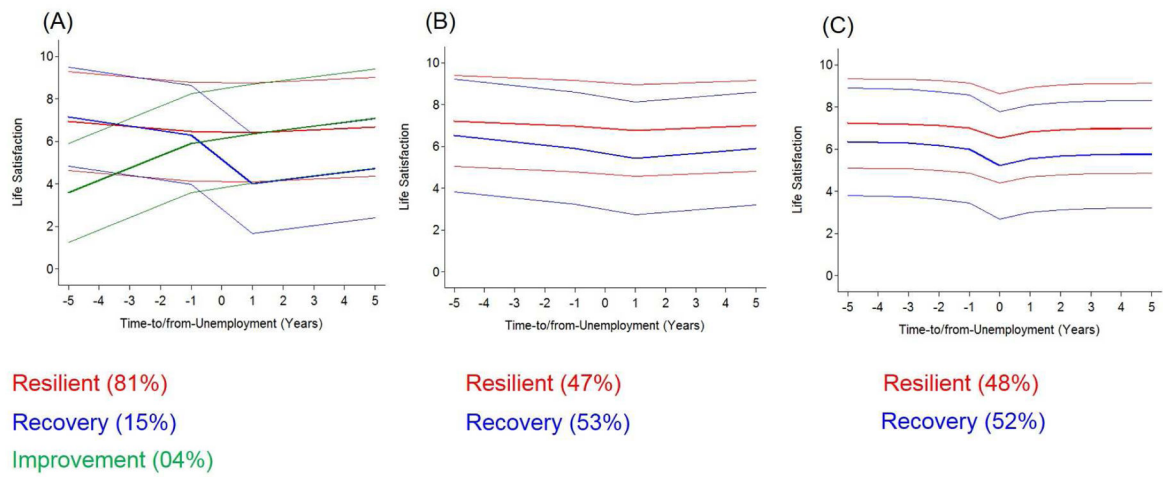 (A)
Life Satisfaction
10
8
6
4
2
0
-5 -4 -3 -2 -1 0 1 2 3 4 5
Time-to/from-Unemployment (Years)
Resilient (81%)
Recovery (15%)
Improvement (04%)
(B)
Life Satisfaction
10
8
6
4
2
0
-5 -4 -3 -2 -1 0 1 2 3 4 5
Time-to/from-Unemployment (Years)
Resilient (47%)
Recovery (53%)
(C)
Life Satisfaction
10
8
6
4
2
0
-5 -4 -3 -2 -1 0 1 2 3 4 5
Time-to/from-Unemployment (Years)
Resilient (48%)
Recovery (52%)